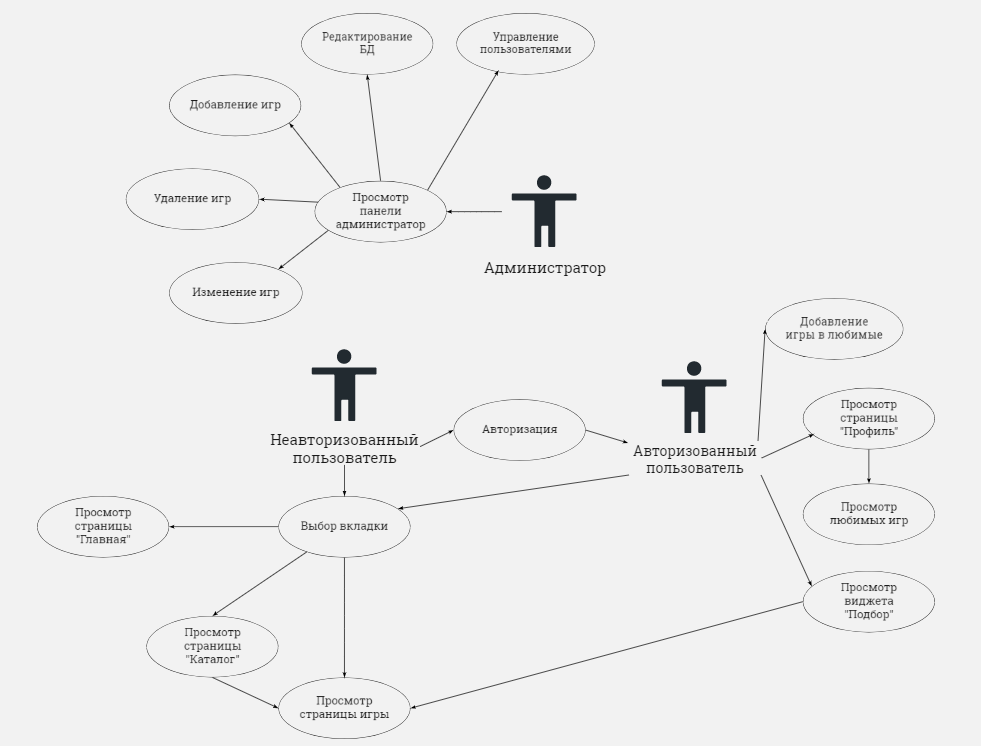 Редактирование
БД
Управление
пользователями
Добавление игр
Удаление игр
Просмотр
панели
администратор
Администратор
Изменение игр
Добавление
игры в любимые
Неавторизованный
пользователь
Авторизация
Авторизованный
пользователь
Просмотр
страницы
"Профиль"
Просмотр
любимых игр
Просмотр
страницы
"Главная"
Выбор вкладки
Просмотр
виджета
"Подбор"
Просмотр
страницы
"Каталог"
Просмотр
страницы игры